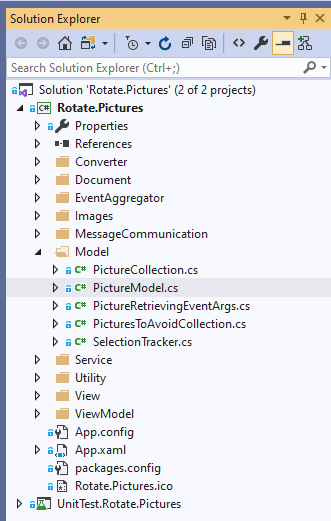 Solution Explorer
Search Solution Explorer (Ctrl+;)
Solution 'Rotate.Pictures' (2 of 2 projects)
C# Rotate.Pictures
Properties
References
Converter
Document
EventAggregator
Images
MessageCommunication
Model
C# PictureCollection.cs
C# PictureModel.cs
C# PictureRetrievingEventArgs.cs
C# PicturesToAvoidCollection.cs
C# SelectionTracker.cs
Service
Utility
View
ViewModel
App.config
App.xaml
packages.config
Rotate.Pictures.ico
UnitTest.Rotate.Pictures